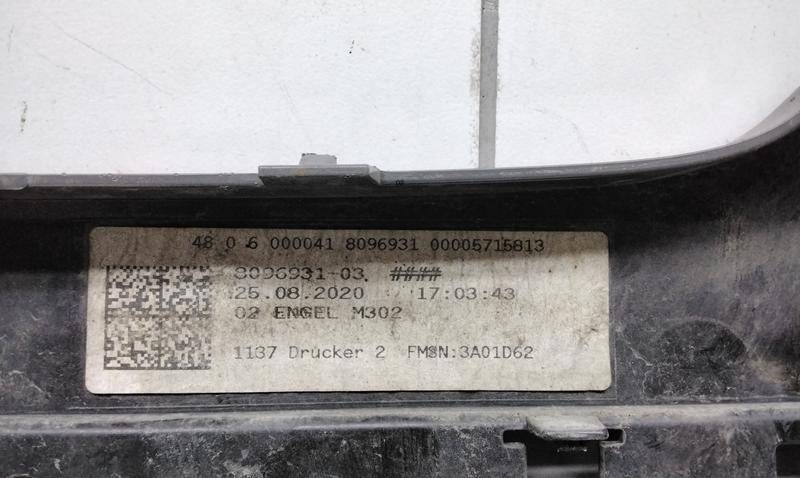 48 0 6 000041 8096931 00005715813
8096931-03 ####
25.08.2020 17:03:43
02 ENGEL M302
1137 Drucker 2 FMSN:3A01D62